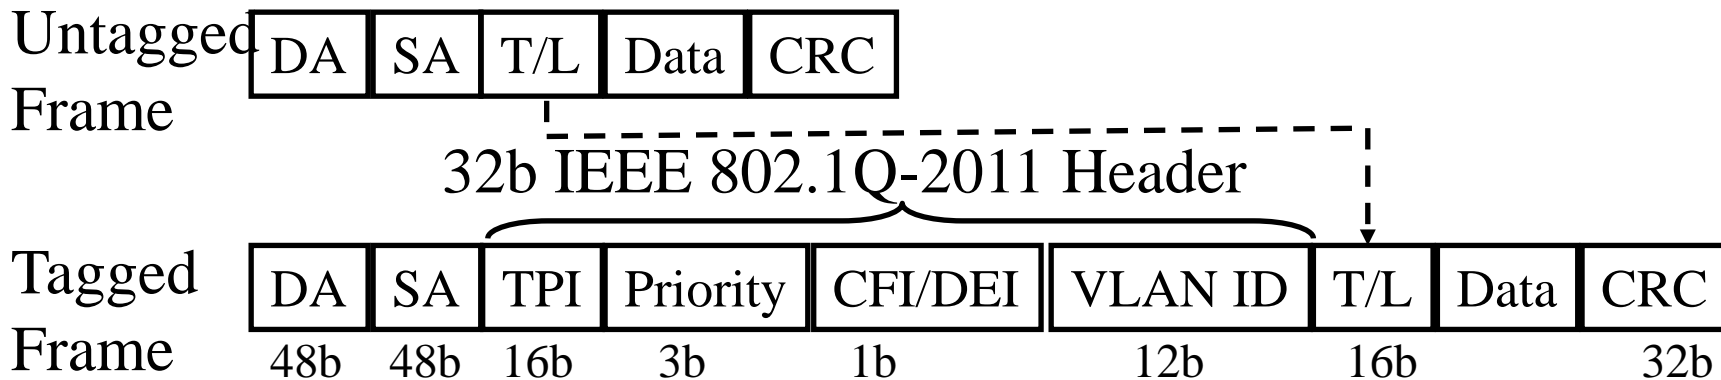 Untagged Frame
DA SA T/L Data CRC
32b IEEE 802.1Q-2011 Header
Tagged Frame
DA SA TPI Priority CFI/DEI VLAN ID T/L Data CRC
48b 48b 16b 3b 1b 12b 16b 32b